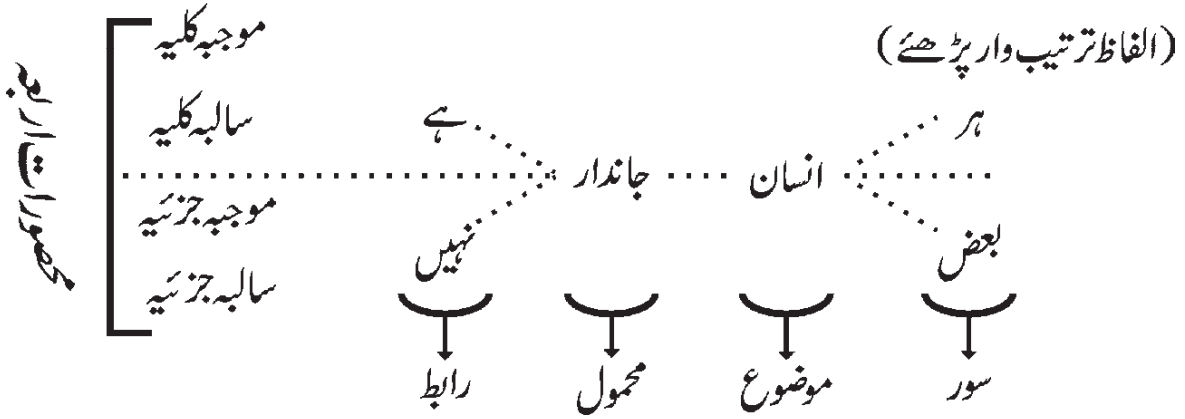 (الفاظ ترتیب وار پڑھئے)
ہر
بعض
انسان
جاندار
ہے
نہیں
موجبہ کلیہ
سالبہ کلیہ
موجبہ جزئیہ
سالبہ جزئیہ
محصورات اربعہ
سور
موضوع
محمول
رابط